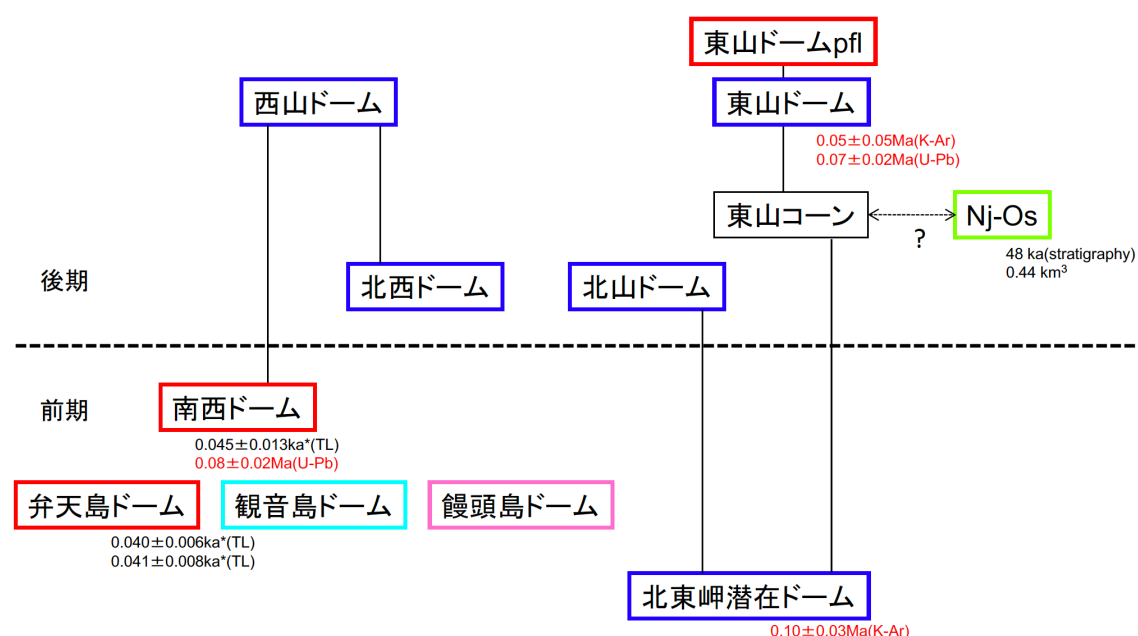 東山ドームpfl
西山ドーム
東山ドーム
0.05±0.05Ma(K-Ar)
0.07±0.02Ma(U-Pb)
東山コーン
?
Nj-Os
48 ka(stratigraphy)
0.44 km³
後期
北西ドーム
北山ドーム
前期
南西ドーム
0.045±0.013ka*(TL)
0.08±0.02Ma(U-Pb)
弁天島ドーム
観音島ドーム
饅頭島ドーム
0.040±0.006ka*(TL)
0.041±0.008ka*(TL)
北東岬潜在ドーム
0.10±0.03Ma(K-Ar)